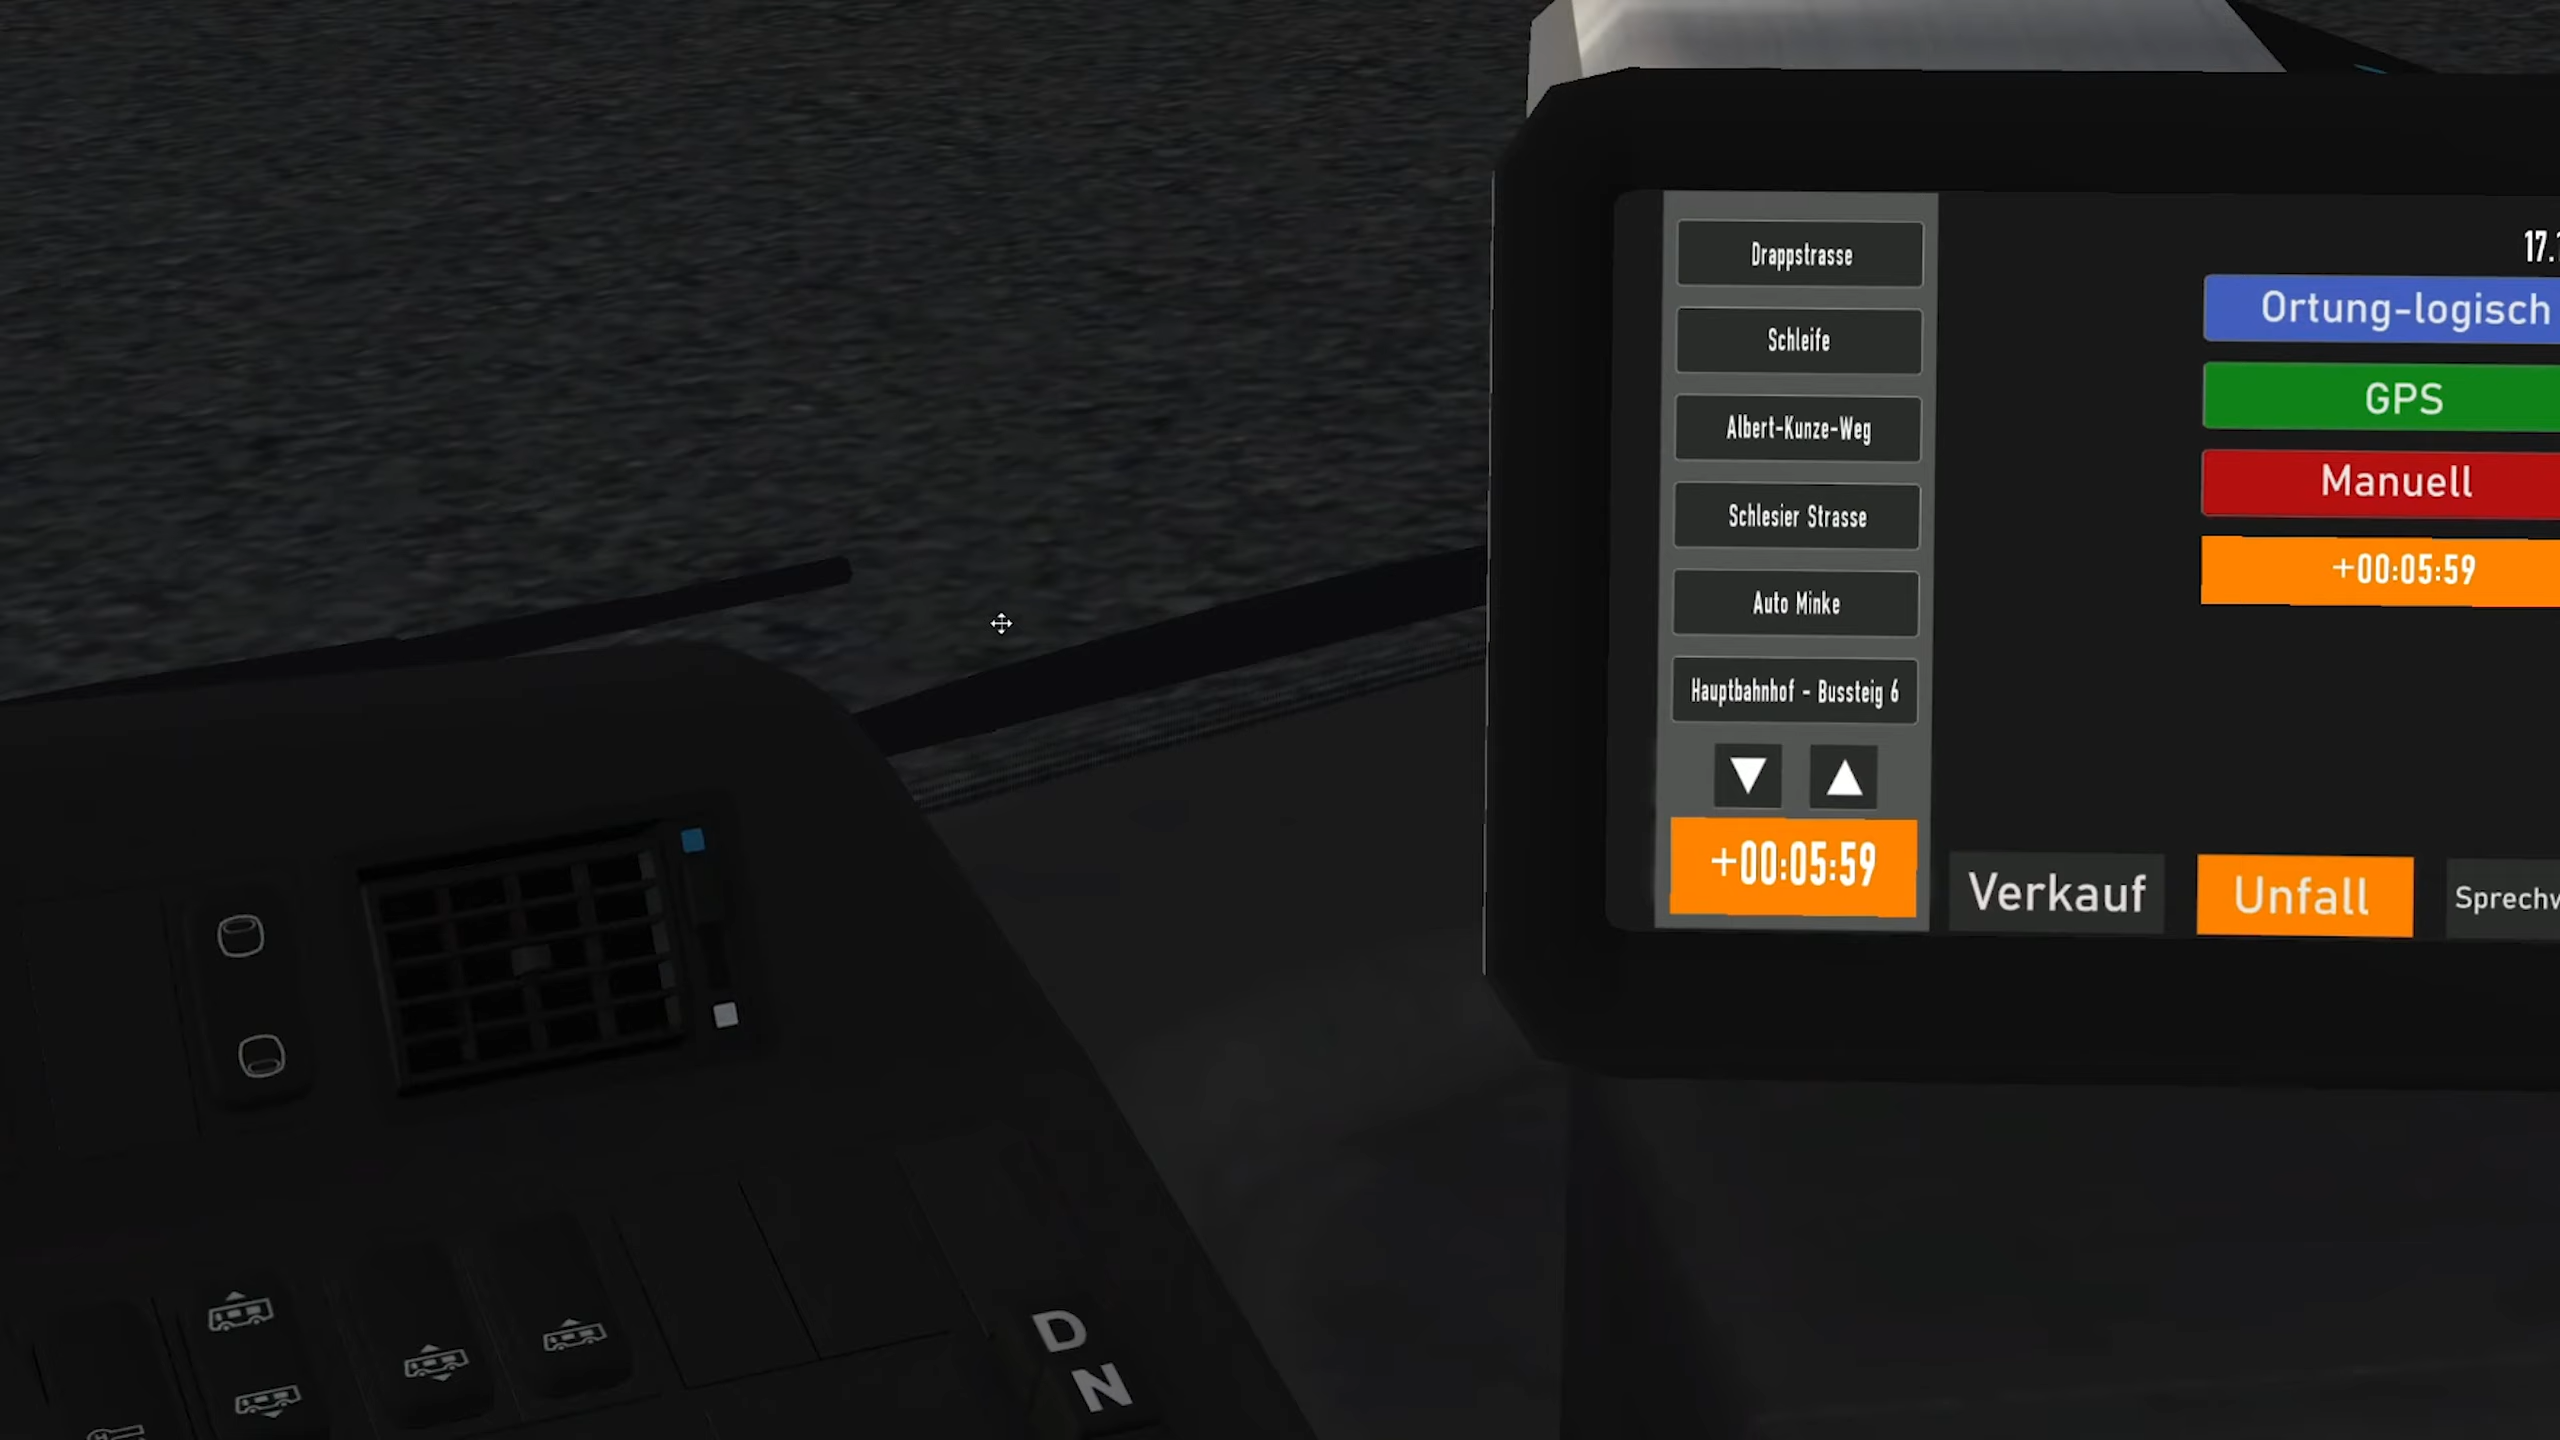 Drappstrasse
Schleife
Albert-Kunze-Weg
Schlesier Strasse
Auto Minke
Hauptbahnhof - Bussteig 6
+00:05:59
17.
Ortung-logisch
GPS
Manuell
+00:05:59
Verkauf
Unfall
D
N